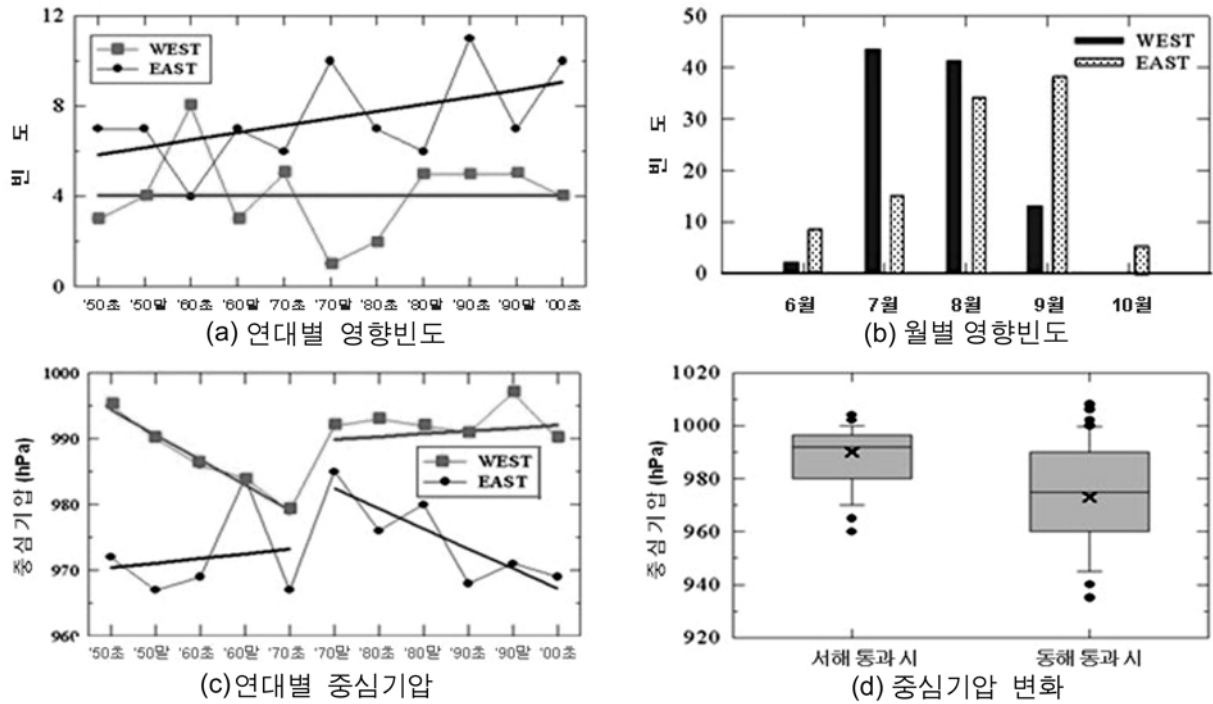 12
8
4
0
빈 도
WEST
EAST
'50초 '50말 '60초 '60말 '70초 '70말 '80초 '80말 '90초 '90말 '00초
(a) 연대별 영향빈도
50
40
30
20
10
0
빈 도
WEST
EAST
6월 7월 8월 9월 10월
(b) 월별 영향빈도
1000
990
980
970
960
중심기압 (hPa)
WEST
EAST
'50초 '50말 '60초 '60말 '70초 '70말 '80초 '80말 '90초 '90말 '00초
(c) 연대별 중심기압
1020
1000
980
960
940
920
중심기압 (hPa)
서해 통과 시 동해 통과 시
(d) 중심기압 변화